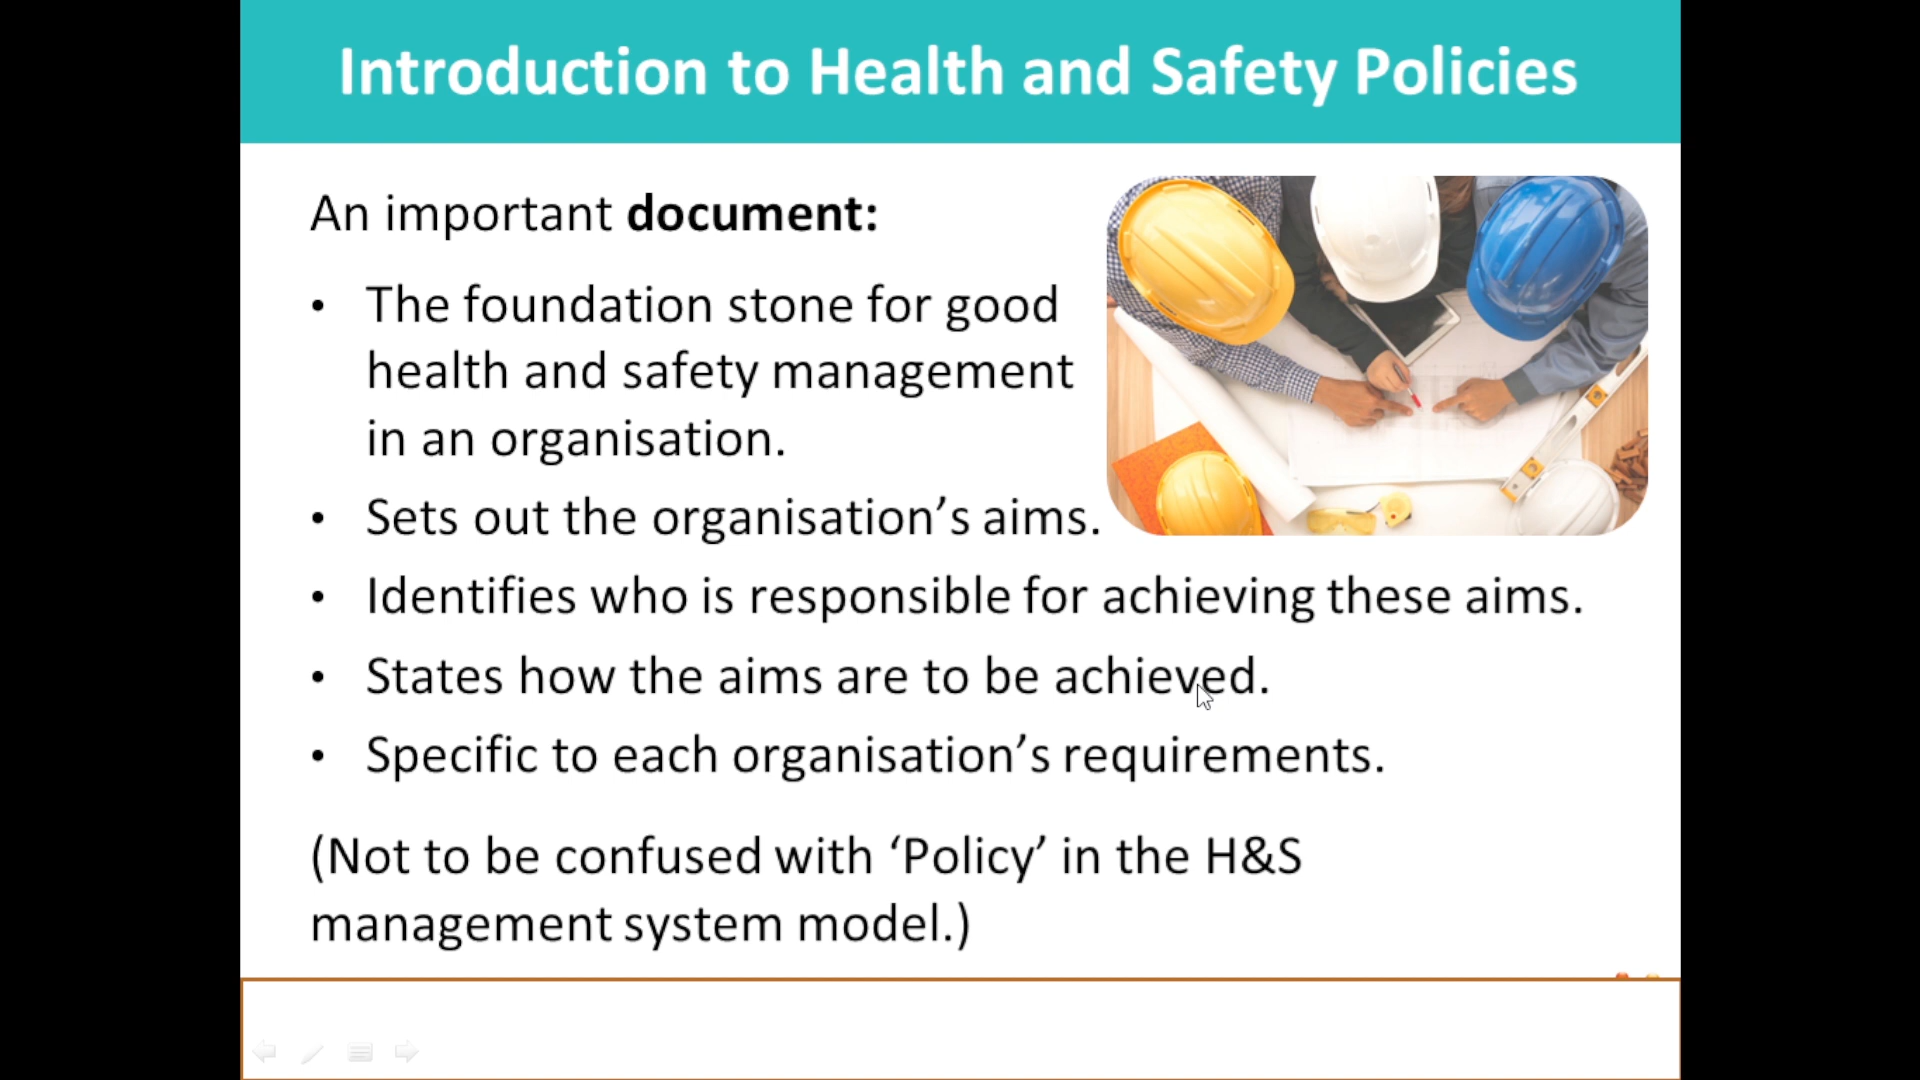 Introduction to Health and Safety Policies
An important document:
• The foundation stone for good
health and safety management
in an organisation.
• Sets out the organisation’s aims.
• Identifies who is responsible for achieving these aims.
• States how the aims are to be achieved.
• Specific to each organisation’s requirements.
(Not to be confused with ‘Policy’ in the H&S
management system model.)